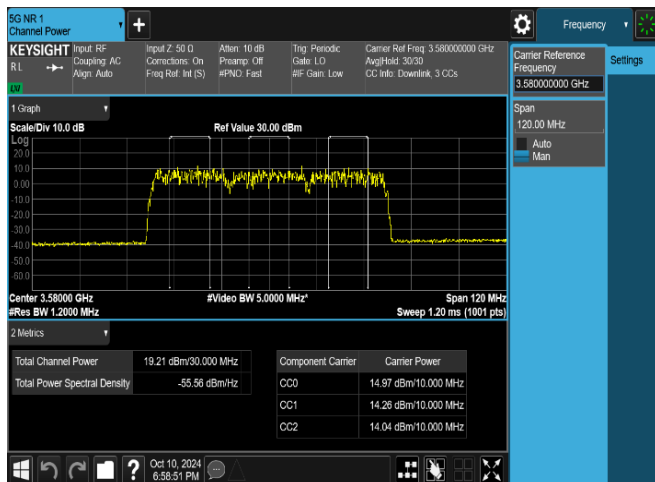 5G NR 1
Channel Power
Frequency
KEYSIGHT
RL
LXI
Input: RF
Coupling: AC
Align: Auto
Input Z: 50 Ω
Corrections: On
Freq Ref: Int (S)
Atten: 10 dB
Preamp: Off
#PNO: Fast
Trig: Periodic
Gate: LO
#IF Gain: Low
Carrier Ref Freq: 3.580000000 GHz
Avg|Hold: 30/30
CC Info: Downlink, 3 CCs
Carrier Reference
Frequency
3.580000000 GHz
Settings
Span
120.00 MHz
Auto
Man
1 Graph
Scale/Div 10.0 dB
Ref Value 30.00 dBm
Log
20.0
10.0
0.00
-10.0
-20.0
-30.0
-40.0
-50.0
-60.0
Center 3.58000 GHz
#Video BW 5.0000 MHz*
Span 120 MHz
#Res BW 1.2000 MHz
Sweep 1.20 ms (1001 pts)
2 Metrics
Total Channel Power 19.21 dBm/30.000 MHz
Total Power Spectral Density -55.56 dBm/Hz
Component Carrier Carrier Power
CC0 14.97 dBm/10.000 MHz
CC1 14.26 dBm/10.000 MHz
CC2 14.04 dBm/10.000 MHz
Oct 10, 2024
6:58:51 PM